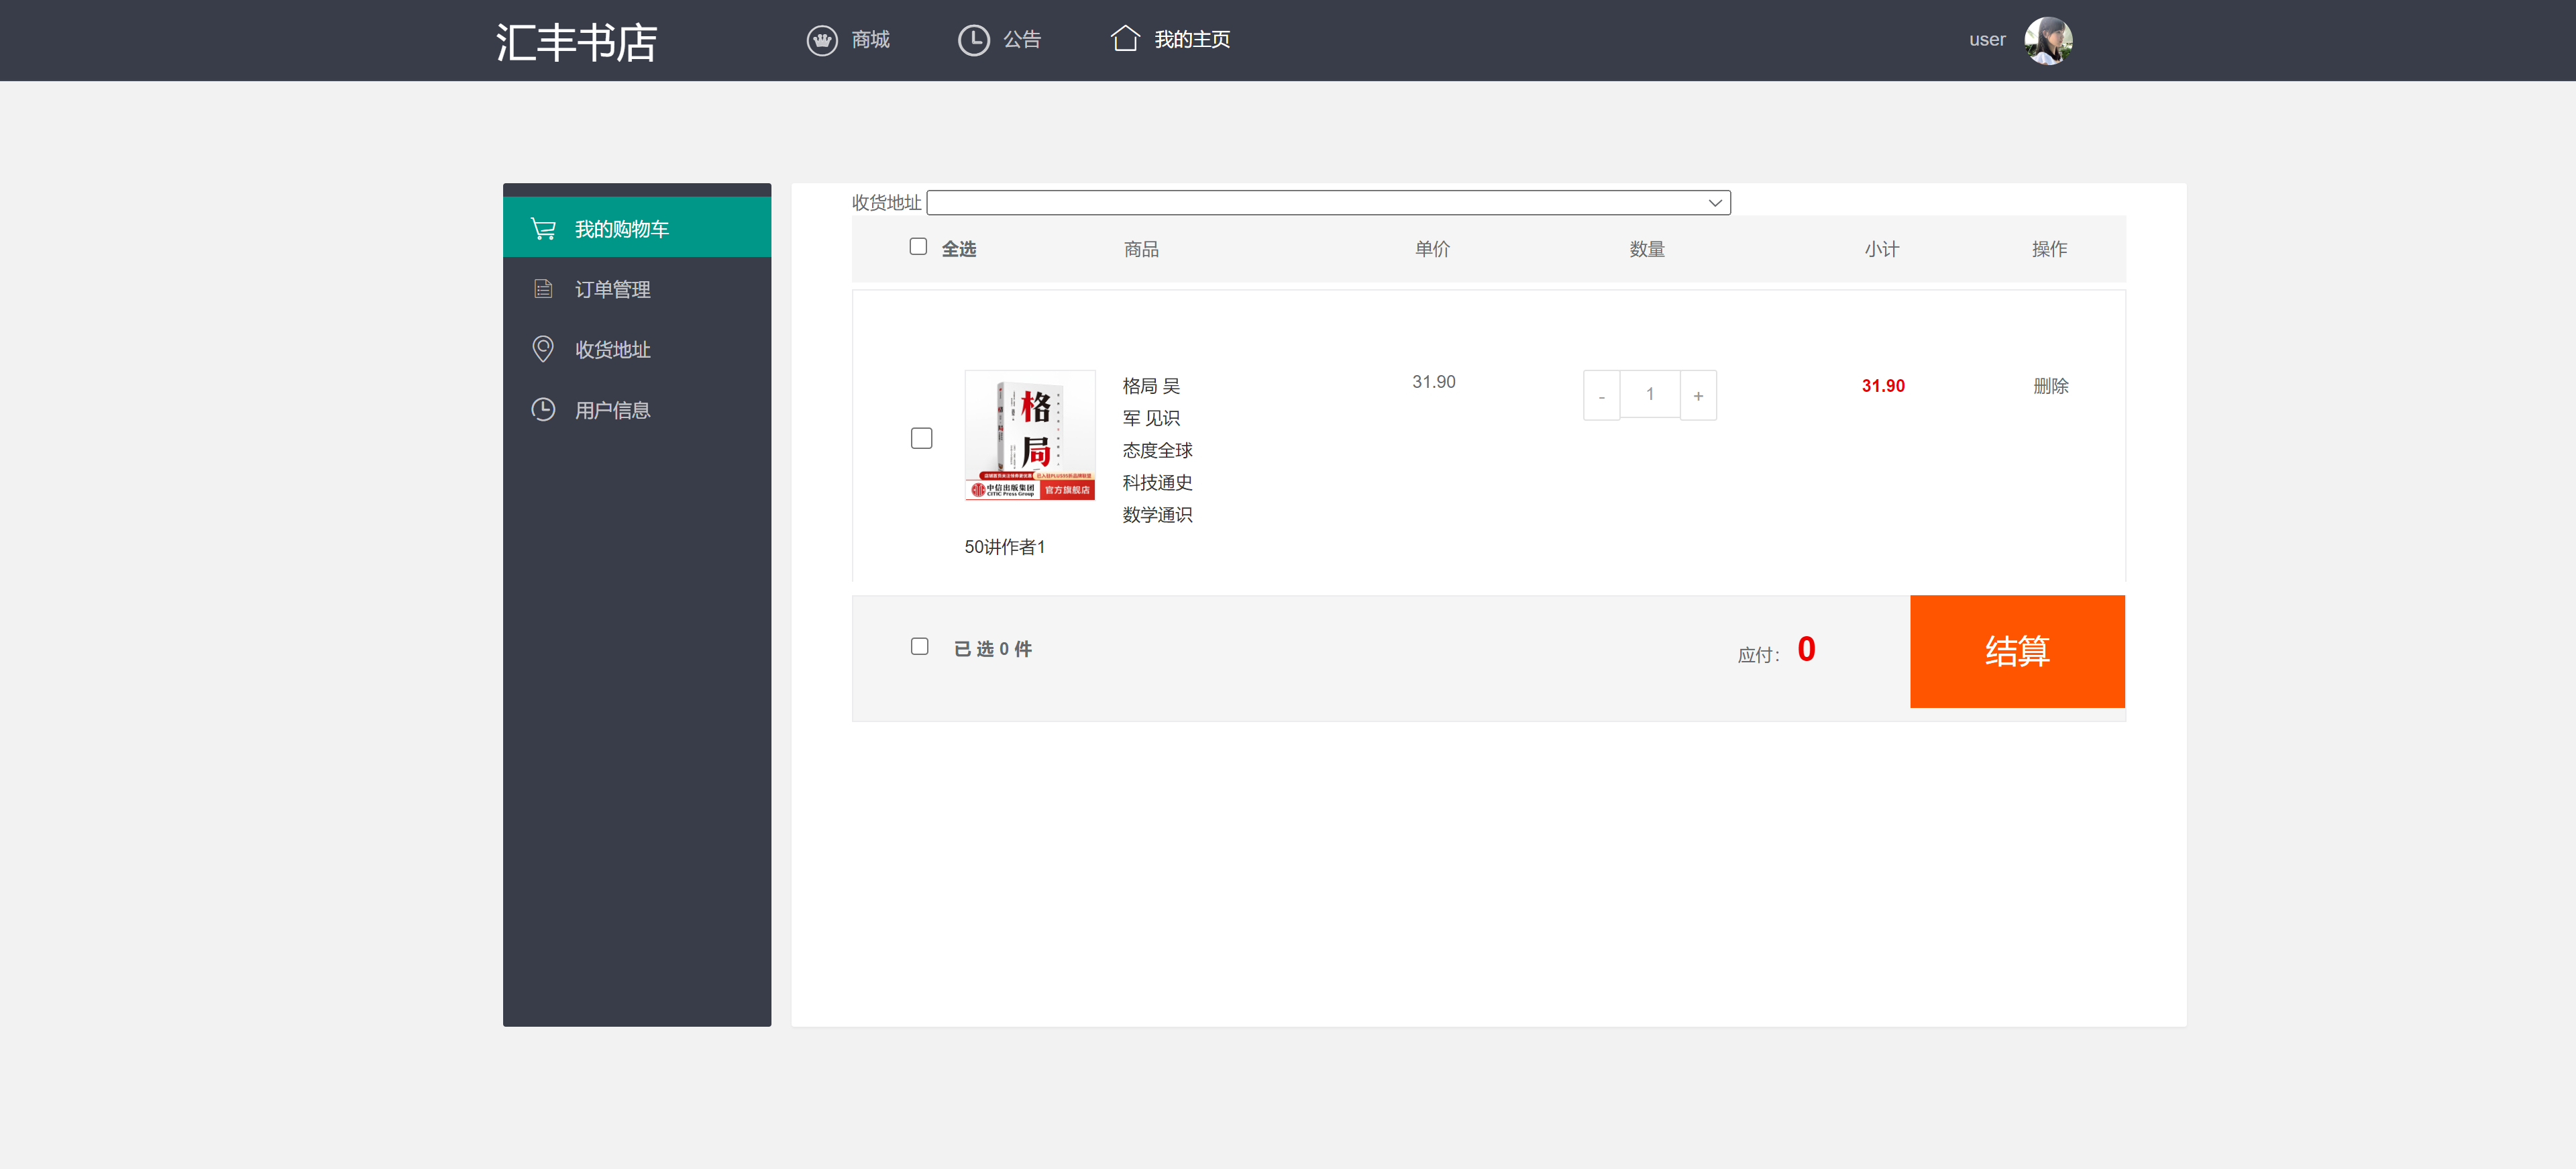 汇丰书店
商城
公告
我的主页
user
我的购物车
订单管理
收货地址
用户信息
收货地址
全选 商品 单价 数量 小计 操作
格局
中信出版集团
CITIC Press Group
官方旗舰店
格局 吴
军 见识
态度全球
科技通史
数学通识
50讲作者1
31.90
- 1 +
31.90
删除
已 选 0 件
应付： 0
结算